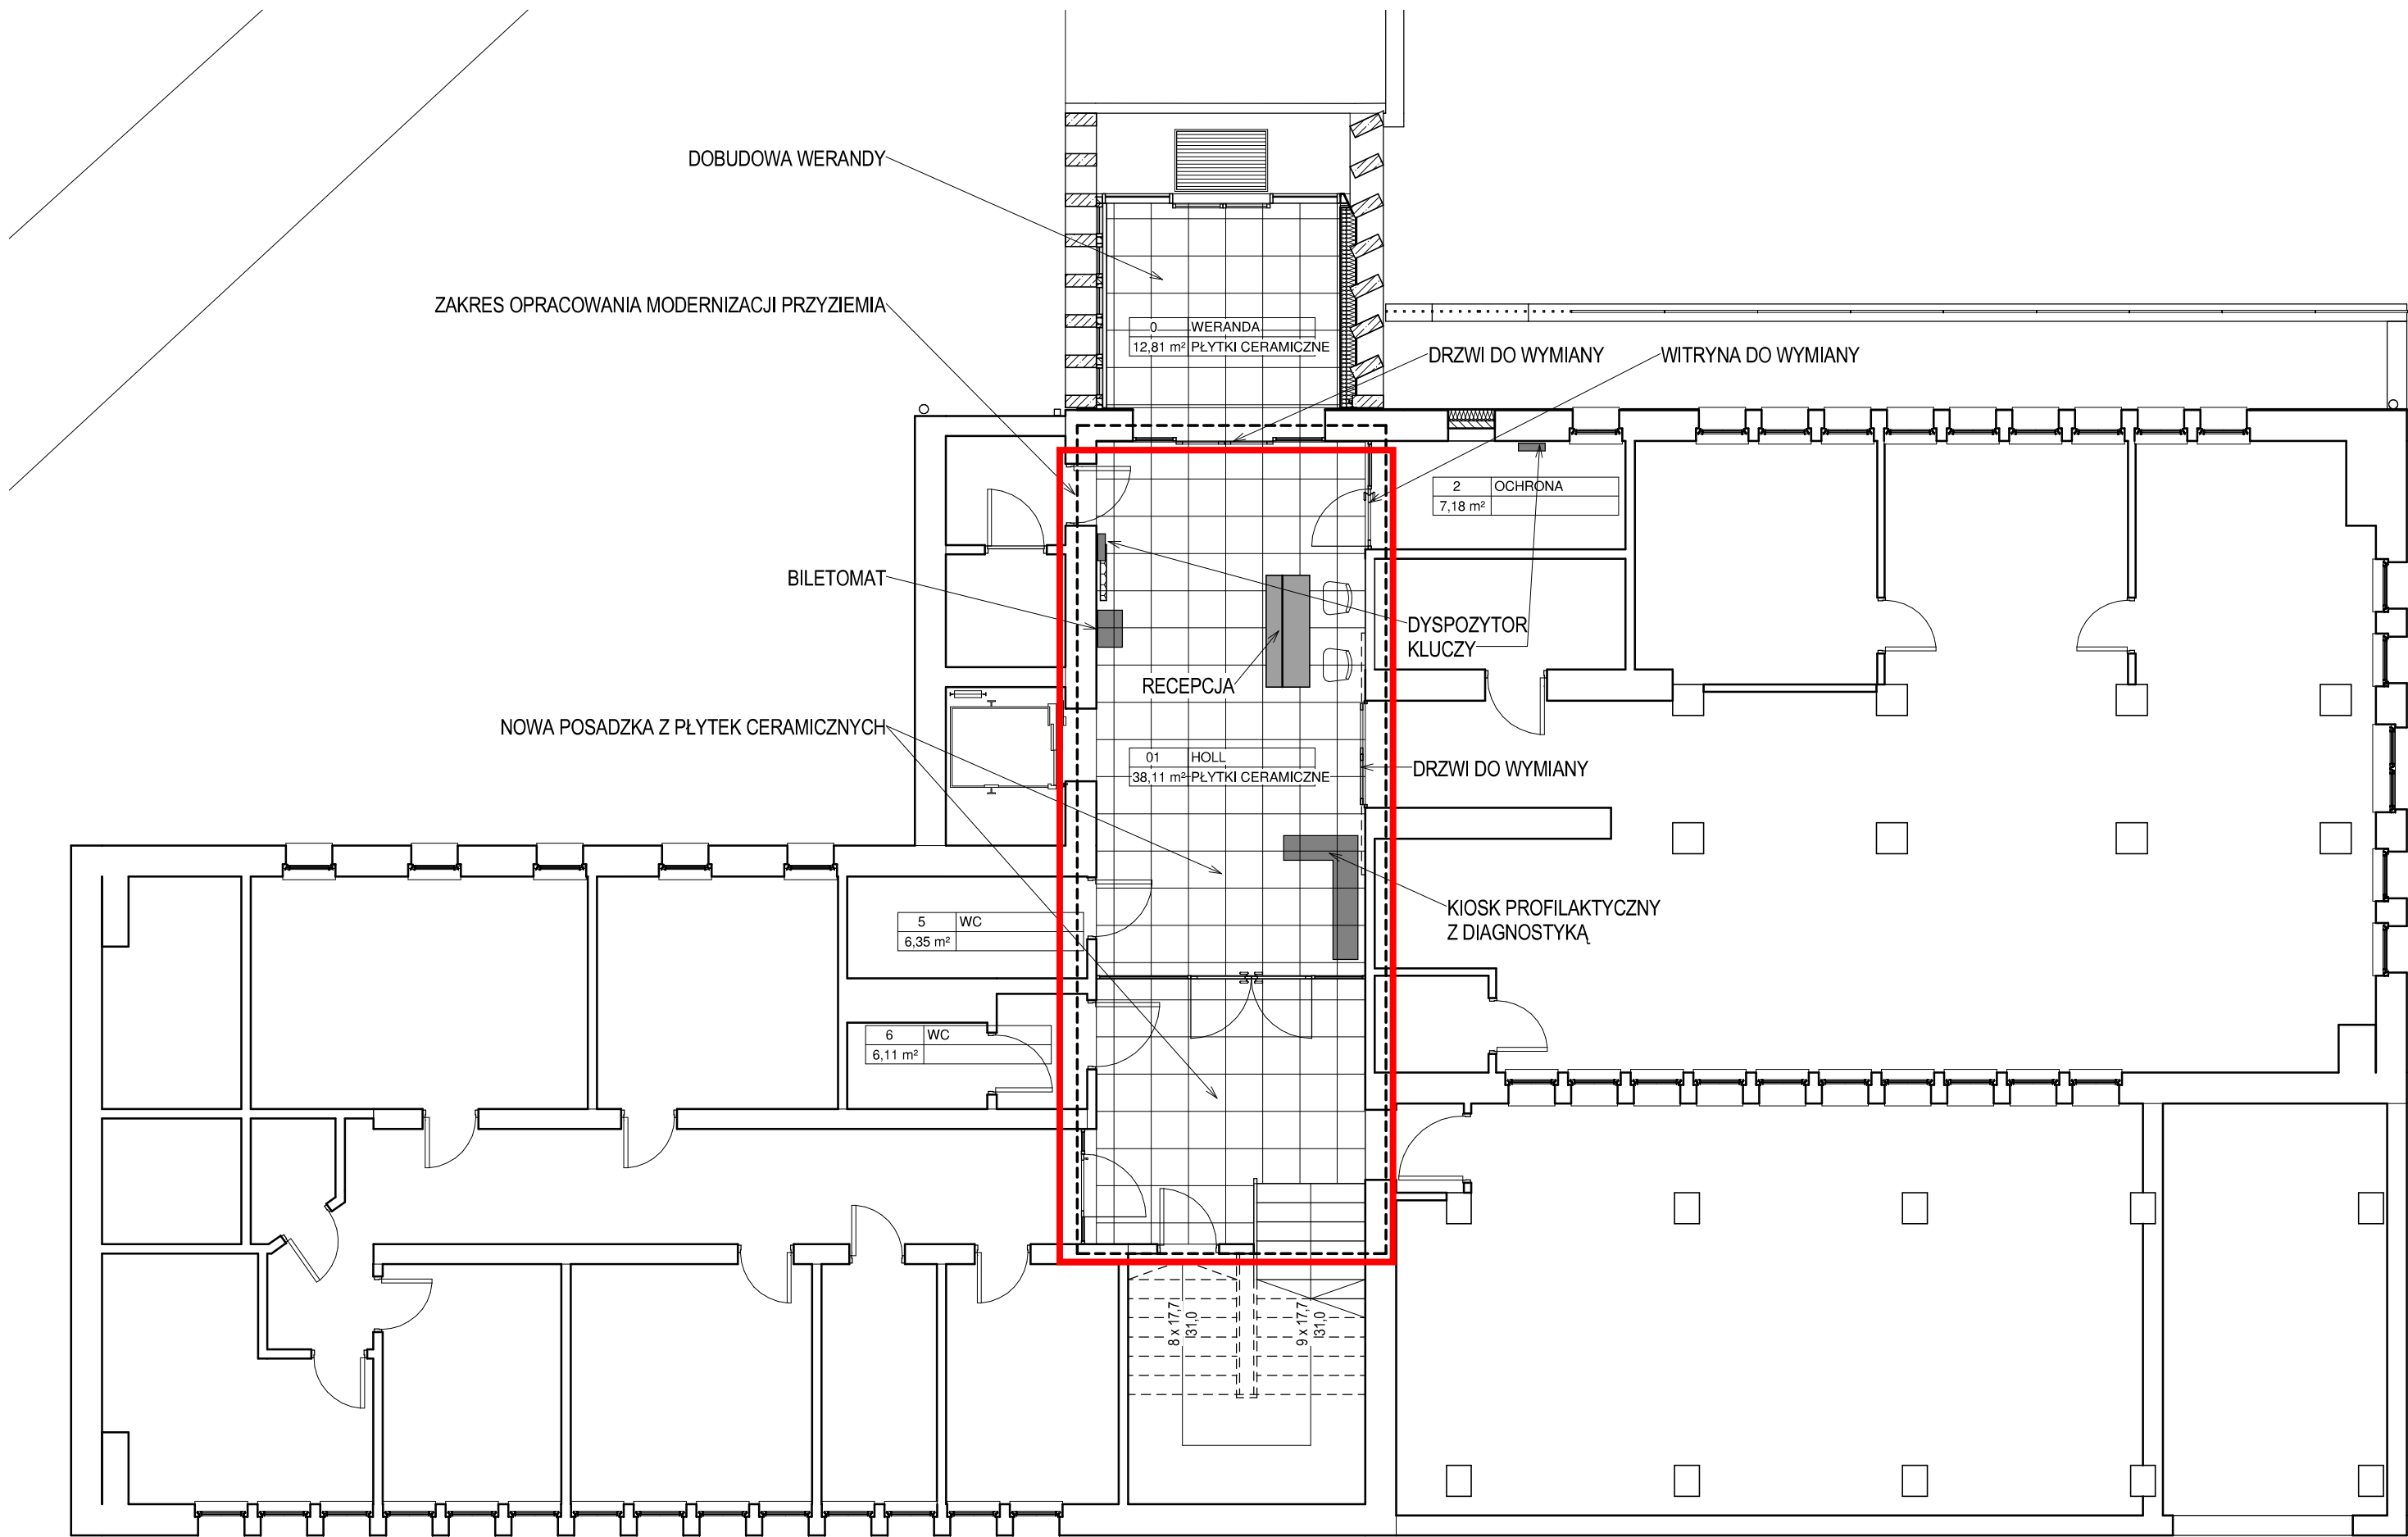 DOBUDOWA WERANDY
ZAKRES OPRACOWANIA MODERNIZACJI PRZYZIEMIA
0 WERANDA
12,81 m² PŁYTKI CERAMICZNE
DRZWI DO WYMIANY
WITRYNA DO WYMIANY
2 OCHRONA
7,18 m²
BILETOMAT
DYSPOZYTOR
KLUCZY
RECEPCJA
NOWA POSADZKA Z PŁYTEK CERAMICZNYCH
01 HOLL
38,11 m² PŁYTKI CERAMICZNE
DRZWI DO WYMIANY
KIOSK PROFILAKTYCZNY
Z DIAGNOSTYKĄ
5 WC
6,35 m²
6 WC
6,11 m²
8 x 17,7
31,0
9 x 17,7
31,0